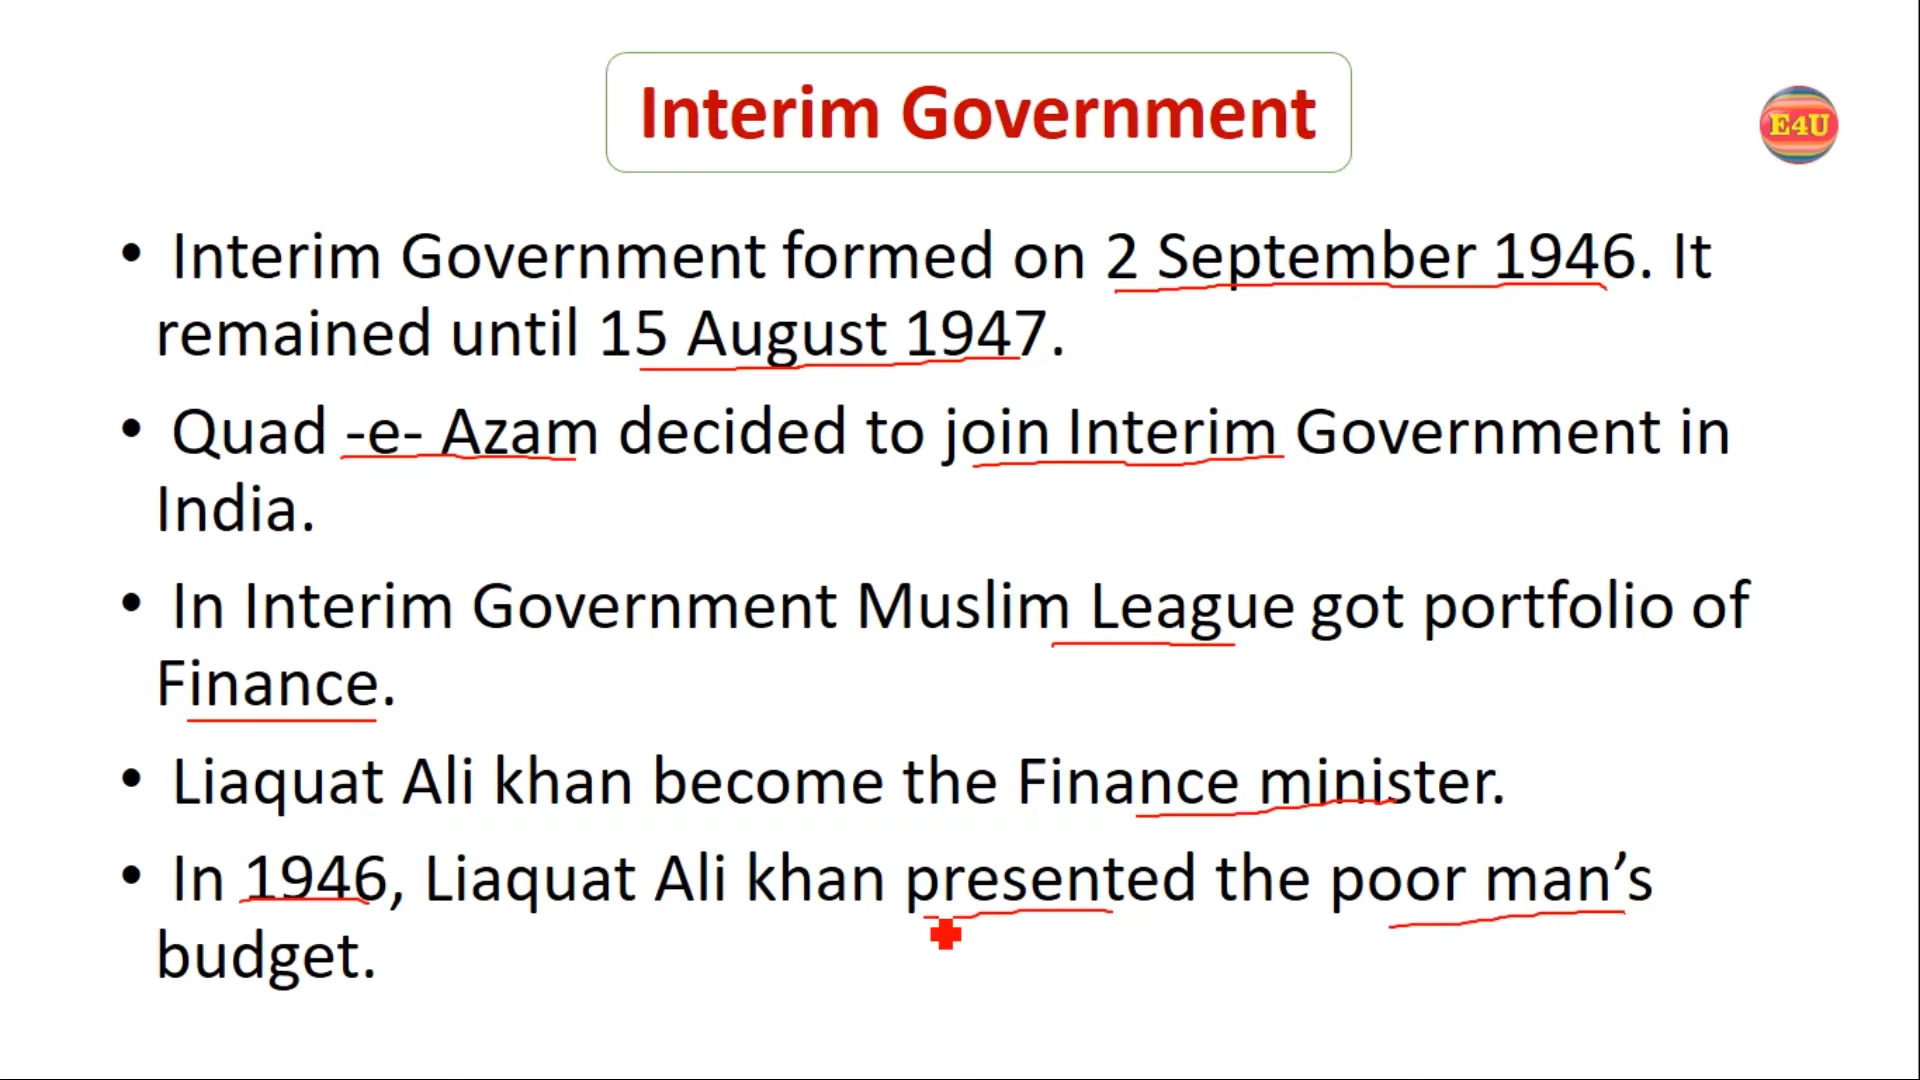 Interim Government
E4U
• Interim Government formed on 2 September 1946. It
remained until 15 August 1947.
• Quad -e- Azam decided to join Interim Government in
India.
• In Interim Government Muslim League got portfolio of
Finance.
• Liaquat Ali khan become the Finance minister.
• In 1946, Liaquat Ali khan presented the poor man’s
budget.